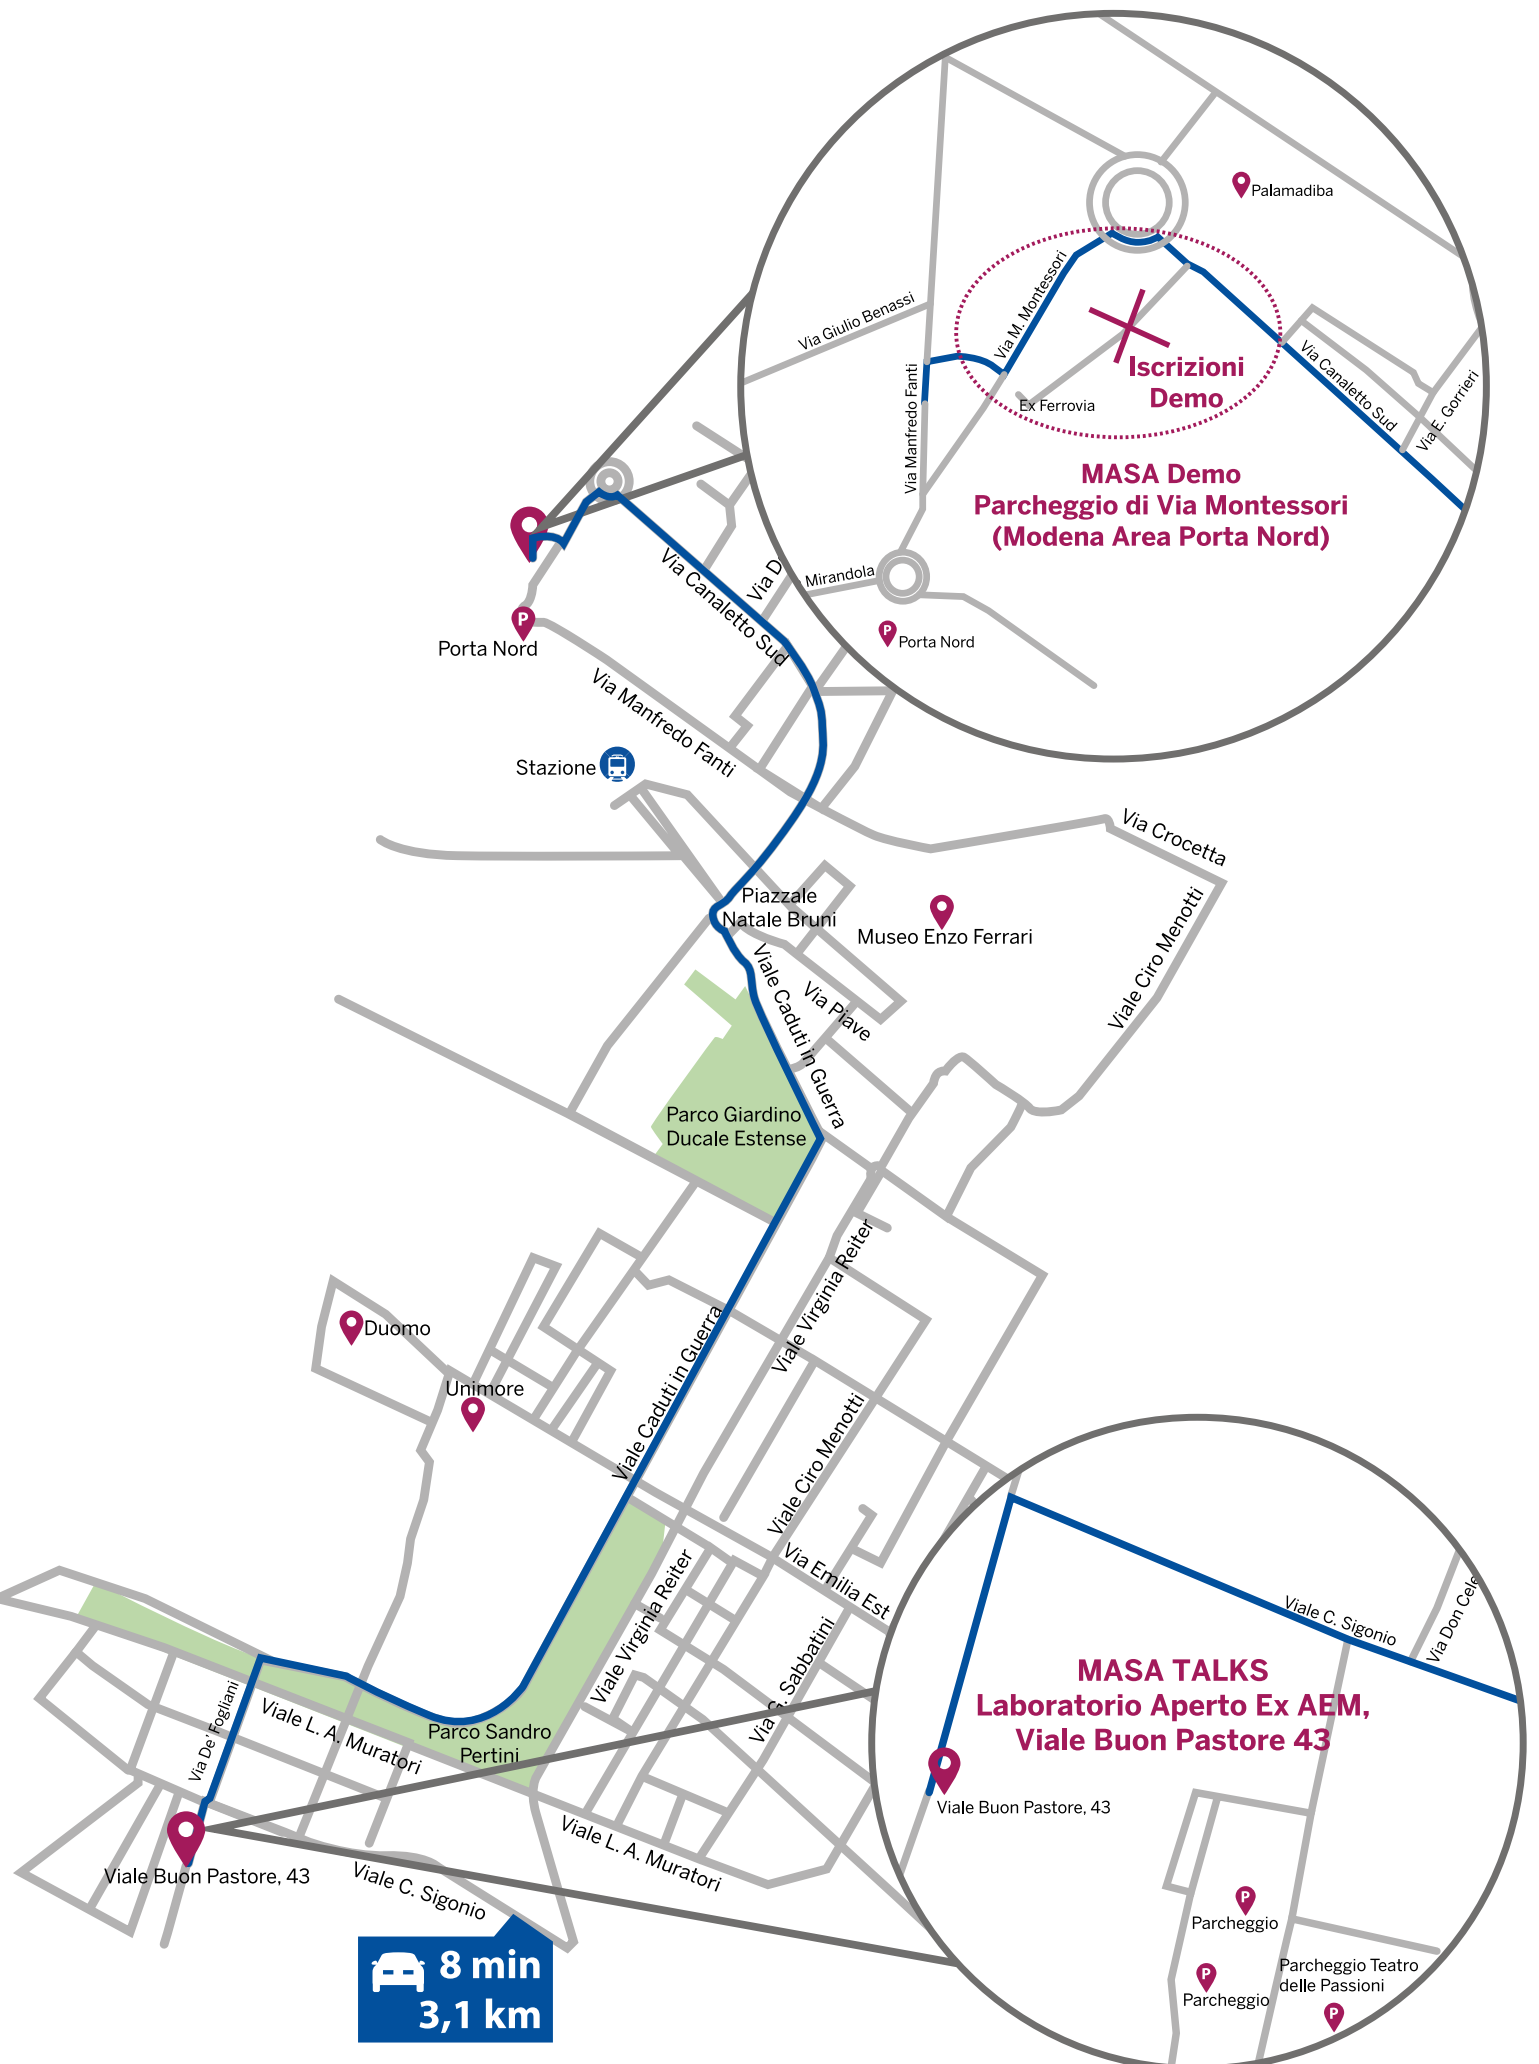 Palamadiba
Via Giulio Benassi
Via M. Montessori
Via Manfredo Fanti
Iscrizioni
Demo
Ex Ferrovia
Via Canaletto Sud
Via E. Gorrieri
MASA Demo
Parcheggio di Via Montessori
(Modena Area Porta Nord)
Mirandola
P
Porta Nord
Via D
Via Canaletto Sud
P
Porta Nord
Via Manfredo Fanti
Stazione
Via Crocetta
Piazzale
Natale Bruni
Museo Enzo Ferrari
Viale Ciro Menotti
Viale Caduti in Guerra
Via Piave
Parco Giardino
Ducale Estense
Viale Virginia Reiter
Duomo
Unimore
Viale Caduti in Guerra
Viale Ciro Menotti
Via Emilia Est
Viale Virginia Reiter
Sabbatini
Via De' Fogliani
Viale L. A. Muratori
Parco Sandro
Pertini
Viale L. A. Muratori
Viale Buon Pastore, 43
Viale C. Sigonio
8 min
3,1 km
Viale C. Sigonio
Via Don Cele
MASA TALKS
Laboratorio Aperto Ex AEM,
Viale Buon Pastore 43
Viale Buon Pastore, 43
P
Parcheggio
P
Parcheggio
Parcheggio Teatro
delle Passioni
P